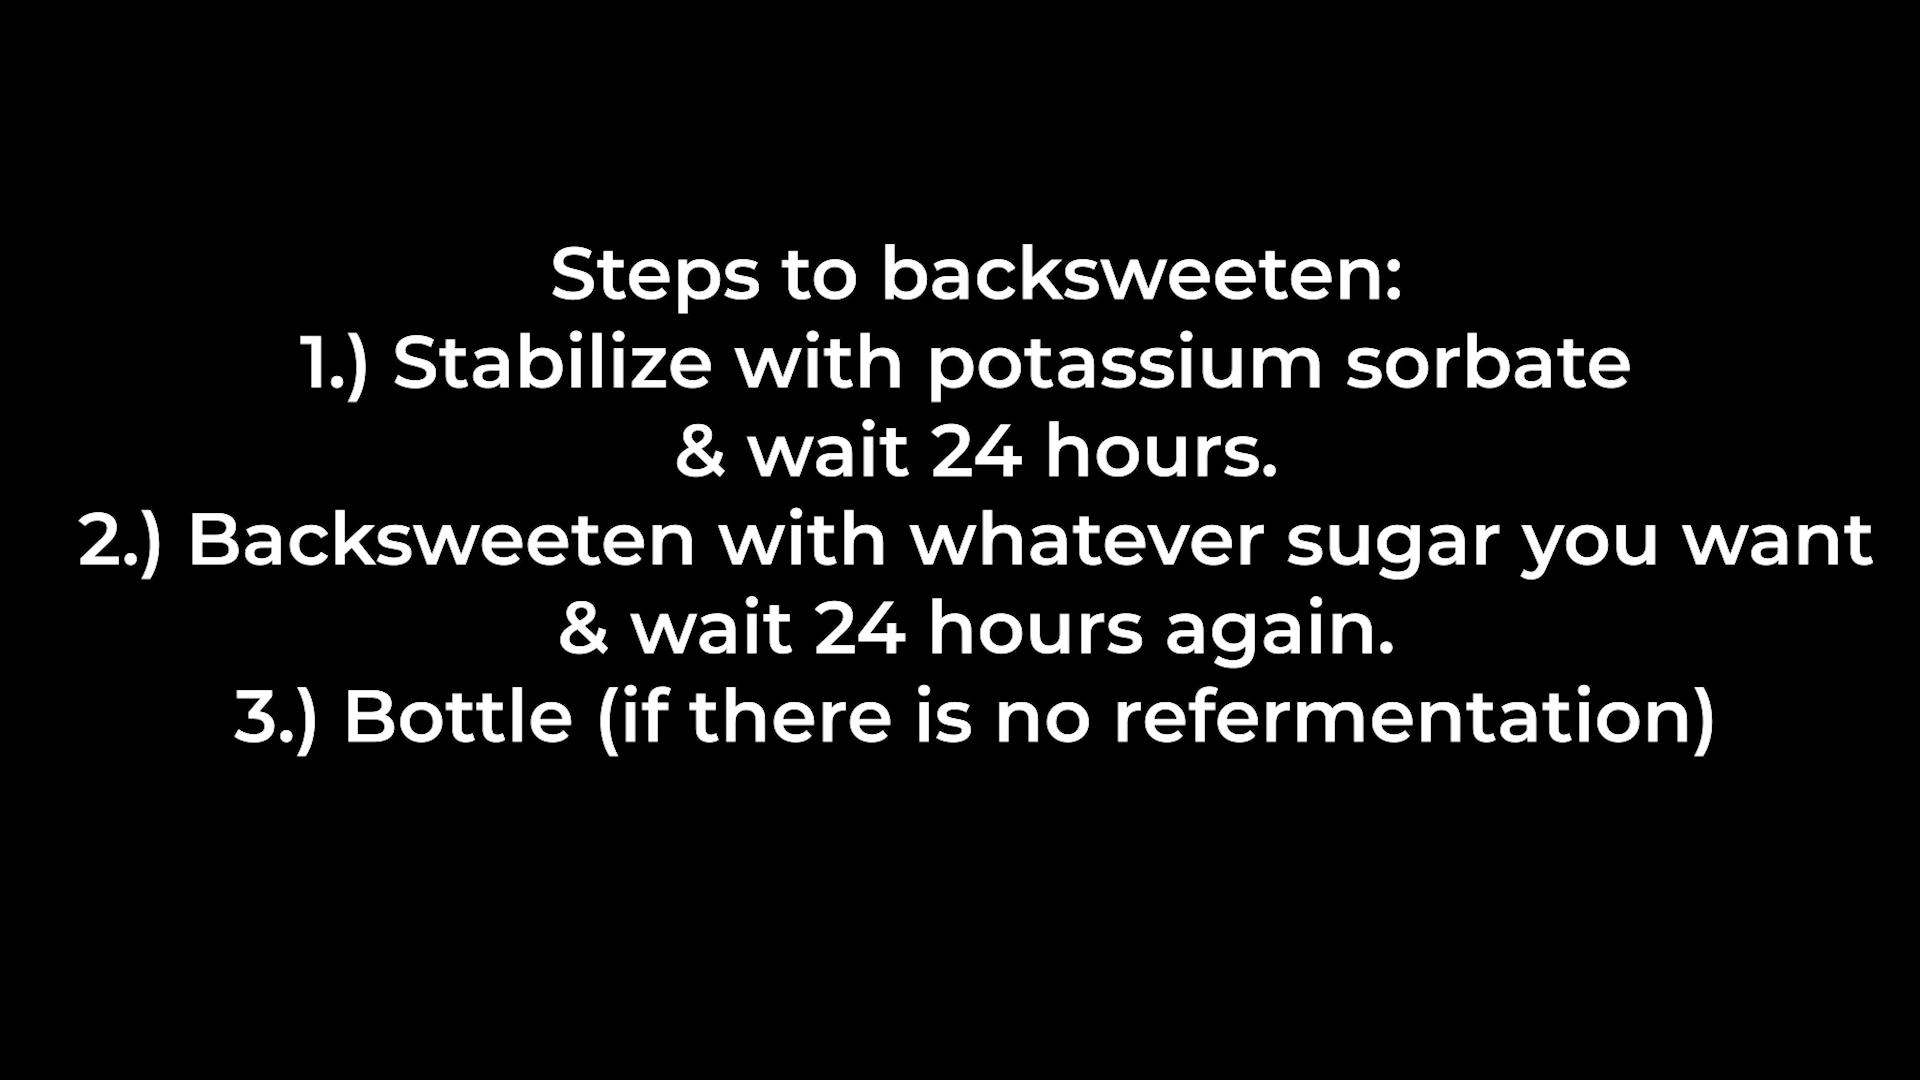 Steps to backsweeten:
1.) Stabilize with potassium sorbate
& wait 24 hours.
2.) Backsweeten with whatever sugar you want
& wait 24 hours again.
3.) Bottle (if there is no refermentation)